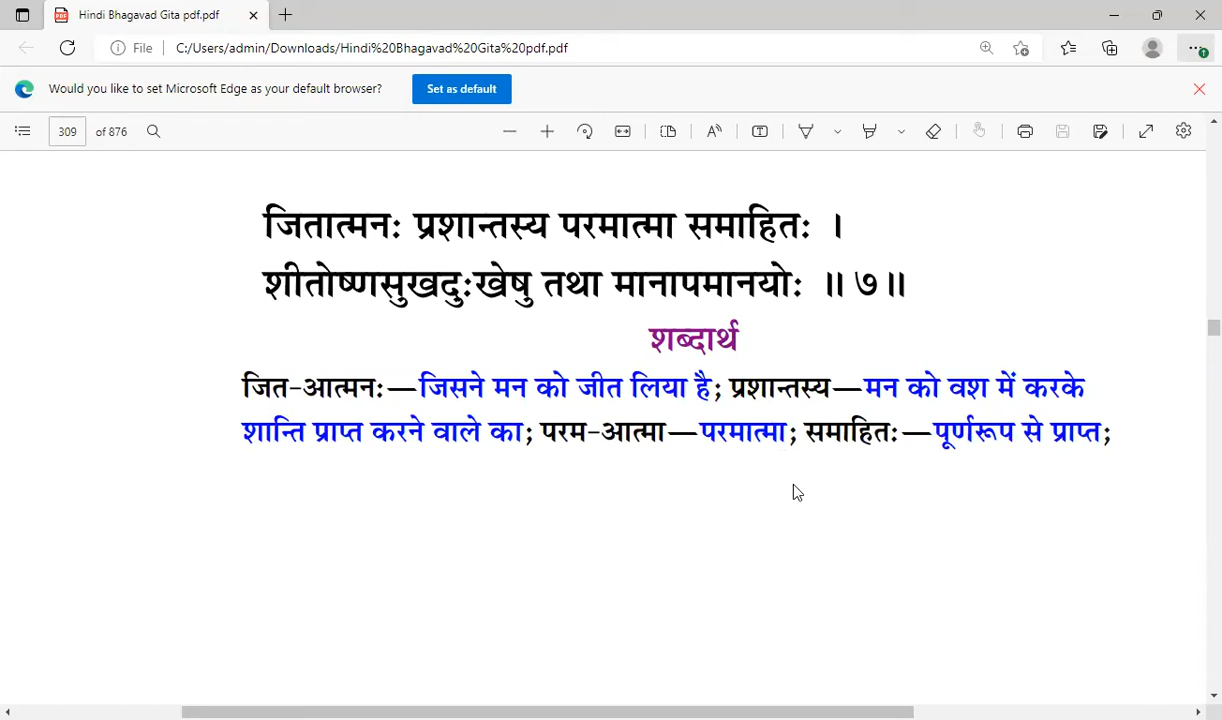 Hindi Bhagavad Gita pdf.pdf
File C:/Users/admin/Downloads/Hindi%20Bhagavad%20Gita%20pdf.pdf
Would you like to set Microsoft Edge as your default browser? Set as default
309 of 876
जितात्मनः प्रशान्तस्य परमात्मा समाहितः ।
शीतोष्णसुखदुःखेषु तथा मानापमानयोः ॥ ७॥
शब्दार्थ
जित-आत्मनः—जिसने मन को जीत लिया है; प्रशान्तस्य—मन को वश में करके
शान्ति प्राप्त करने वाले का; परम-आत्मा—परमात्मा; समाहितः—पूर्णरूप से प्राप्त;